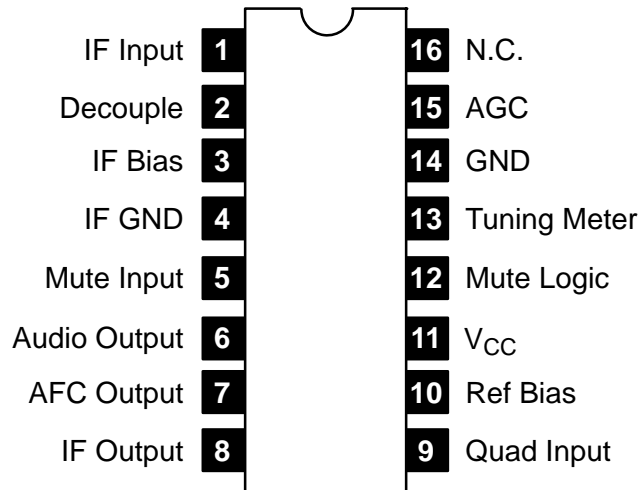 IF Input 1 16 N.C.
Decouple 2 15 AGC
IF Bias 3 14 GND
IF GND 4 13 Tuning Meter
Mute Input 5 12 Mute Logic
Audio Output 6 11 VCC
AFC Output 7 10 Ref Bias
IF Output 8 9 Quad Input